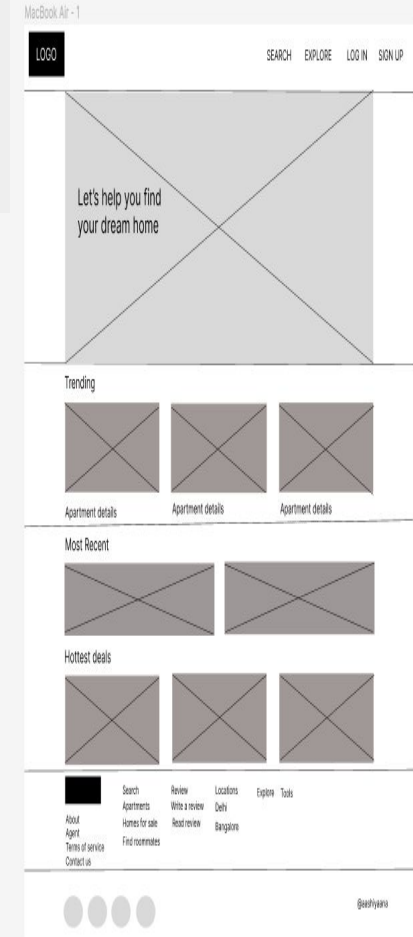 MacBook Air - 1
LOGO
SEARCH EXPLORE LOG IN SIGN UP
Let's help you find
your dream home
Trending
Apartment details Apartment details Apartment details
Most Recent
Hottest deals
Search Review Locations Explore Tools
Apartments Write a review Delhi
About
Homes for sale Read review Bangalore
Agent
Find roommates
Terms of service
Contact us
@aashiyaana